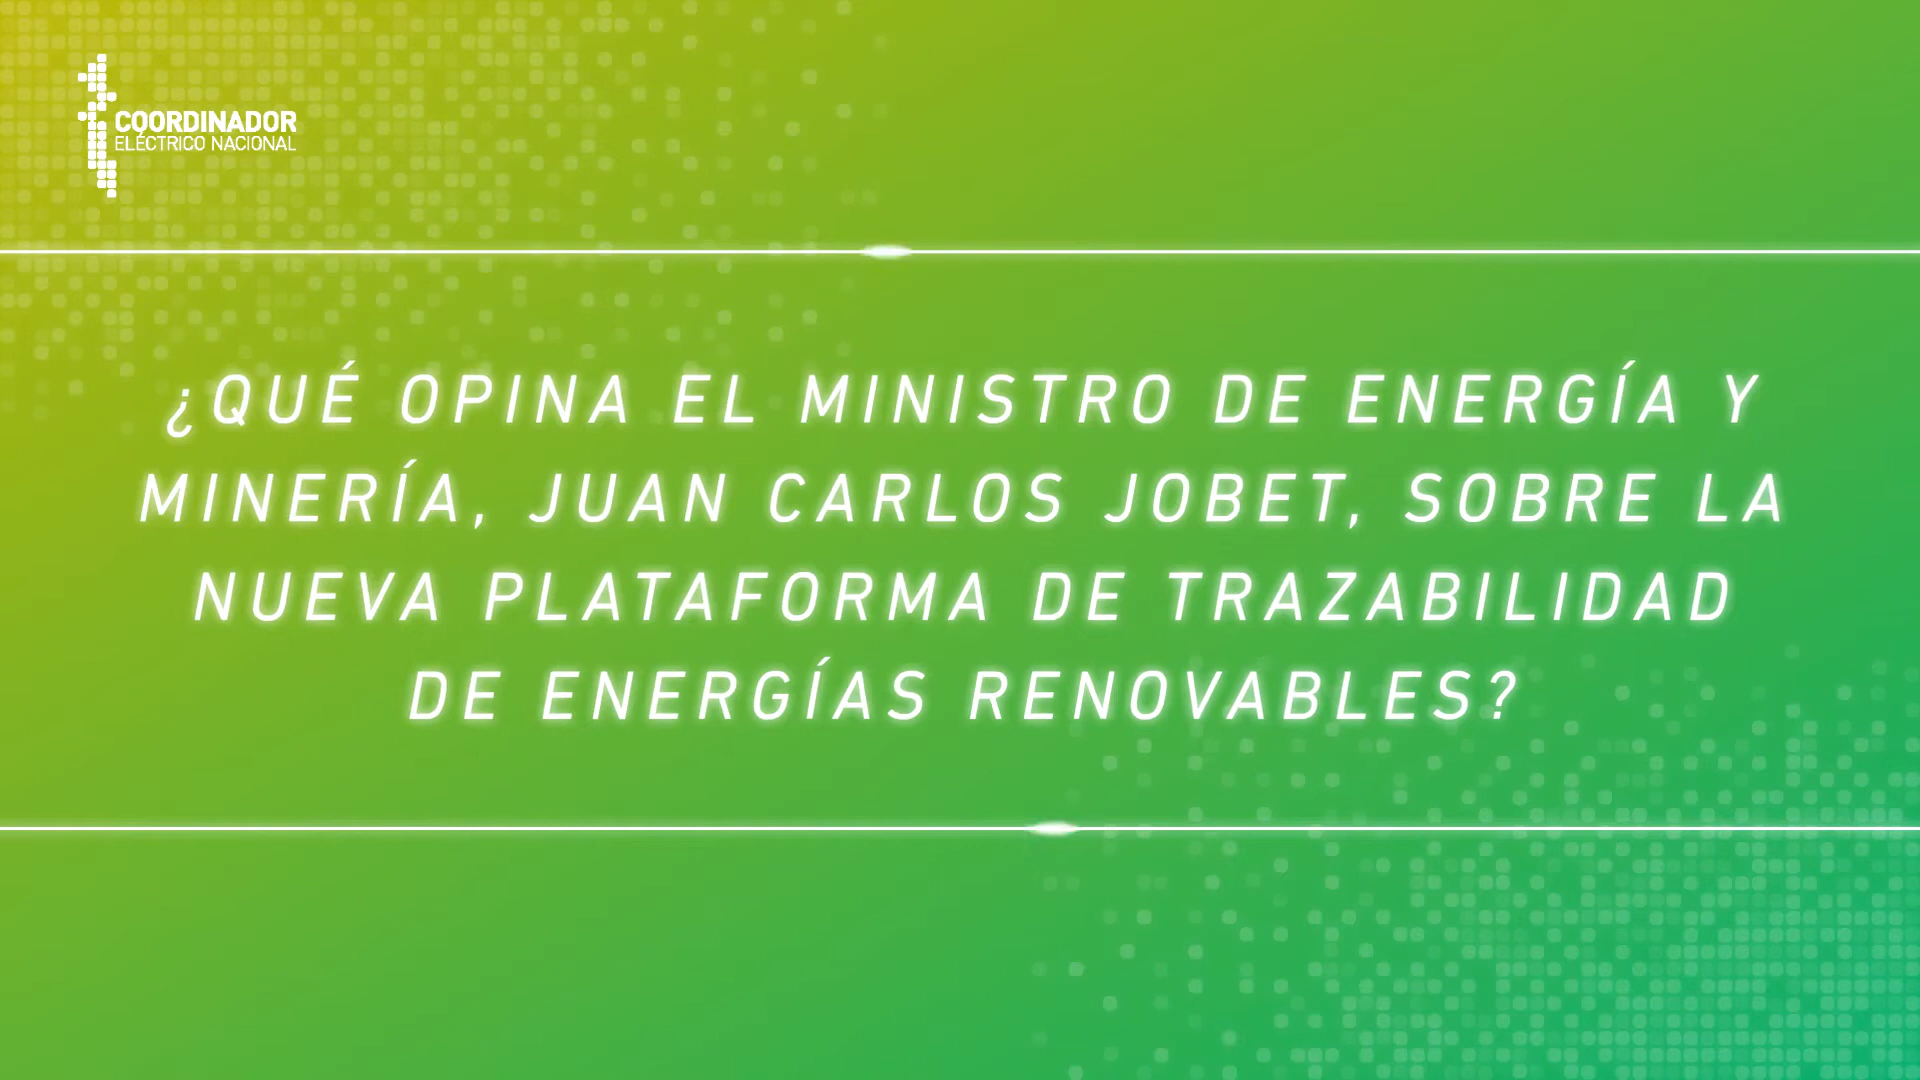 COORDINADOR
ELÉCTRICO NACIONAL
¿QUÉ OPINA EL MINISTRO DE ENERGÍA Y
MINERÍA, JUAN CARLOS JOBET, SOBRE LA
NUEVA PLATAFORMA DE TRAZABILIDAD
DE ENERGÍAS RENOVABLES?